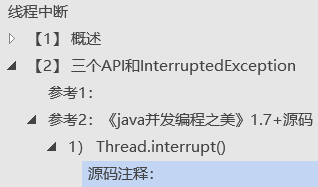 线程中断
【1】 概述
【2】 三个API和InterruptedException
参考1：
参考2：《java并发编程之美》1.7+源码
1） Thread.interrupt()
源码注释：